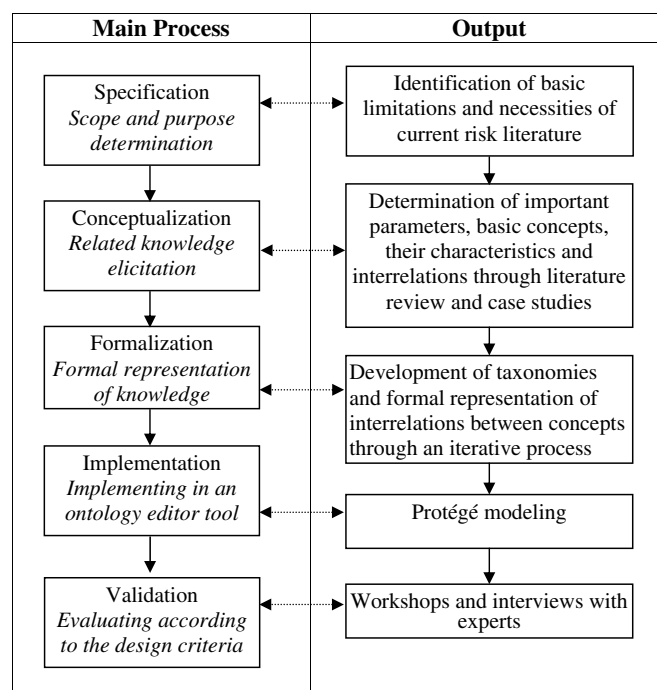 Main Process
Output
Specification
Scope and purpose
determination
Identification of basic
limitations and necessities of
current risk literature
Conceptualization
Related knowledge
elicitation
Determination of important
parameters, basic concepts,
their characteristics and
interrelations through literature
review and case studies
Formalization
Formal representation
of knowledge
Development of taxonomies
and formal representation of
interrelations between concepts
through an iterative process
Implementation
Implementing in an
ontology editor tool
Protégé modeling
Validation
Evaluating according
to the design criteria
Workshops and interviews with
experts